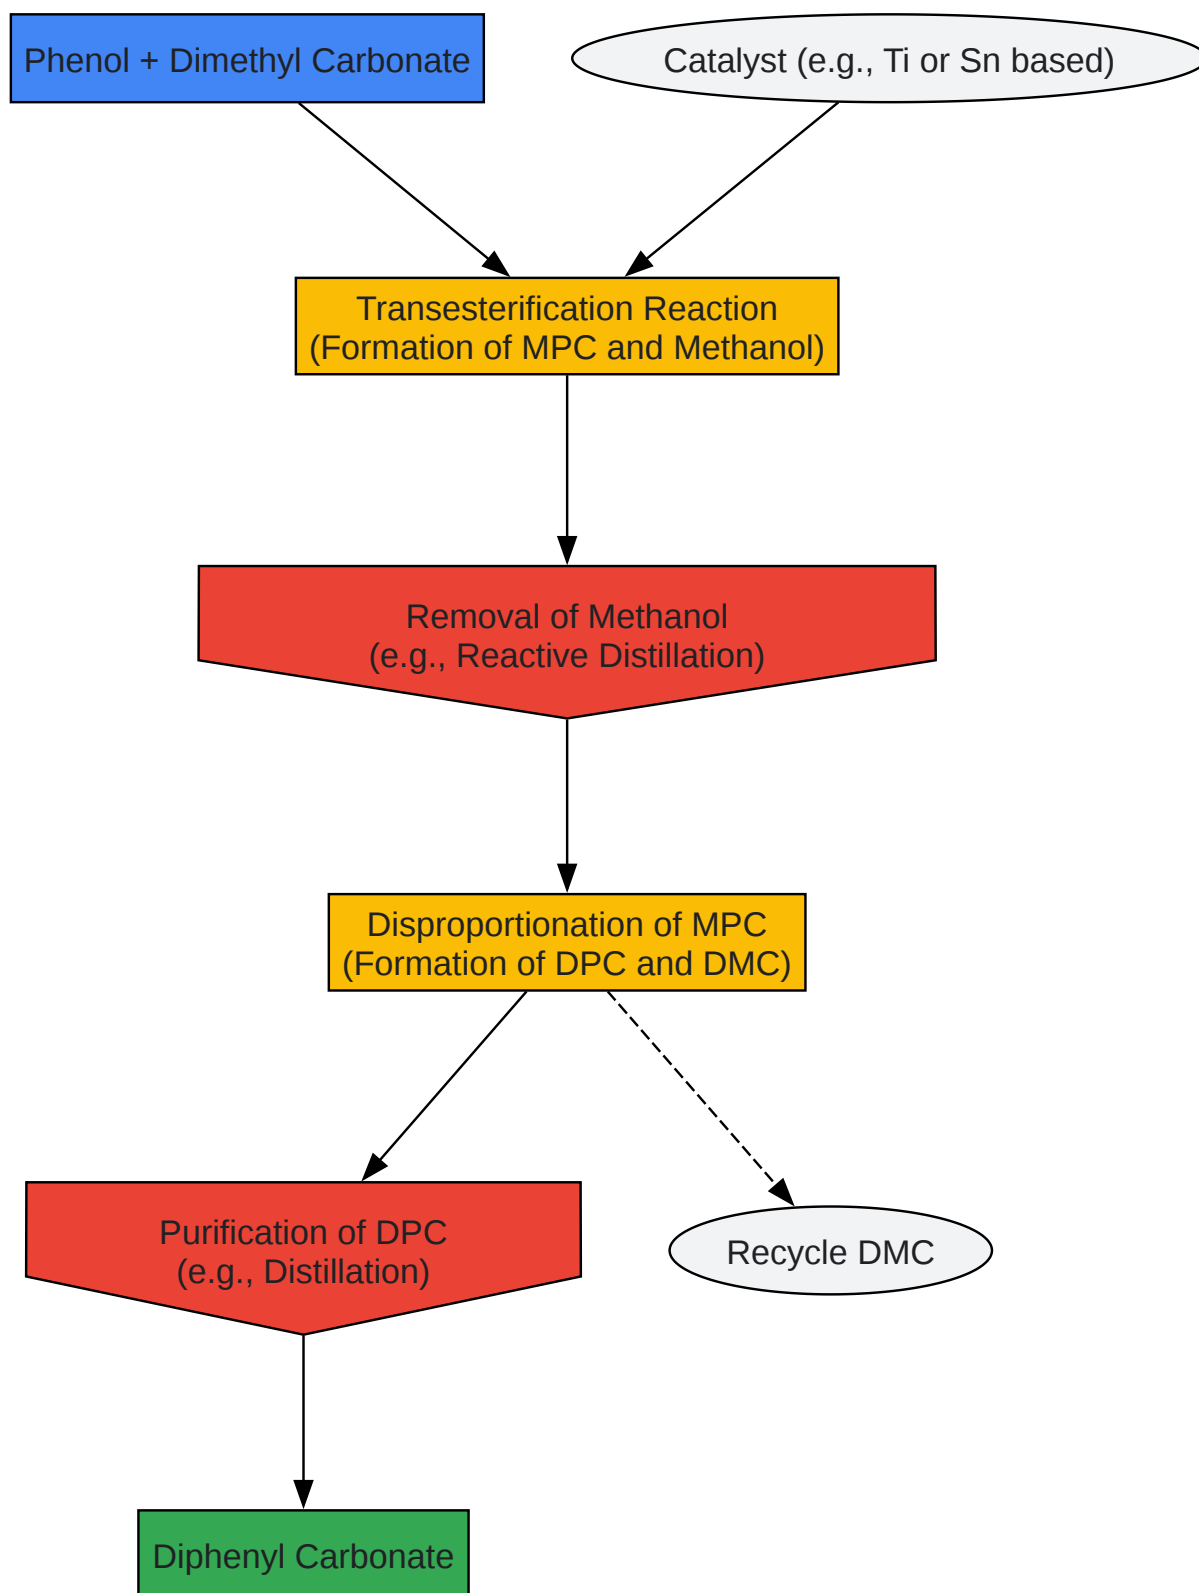 Phenol + Dimethyl Carbonate
Catalyst (e.g., Ti or Sn based)
Transesterification Reaction
(Formation of MPC and Methanol)
Removal of Methanol
(e.g., Reactive Distillation)
Disproportionation of MPC
(Formation of DPC and DMC)
Purification of DPC
(e.g., Distillation)
Recycle DMC
Diphenyl Carbonate